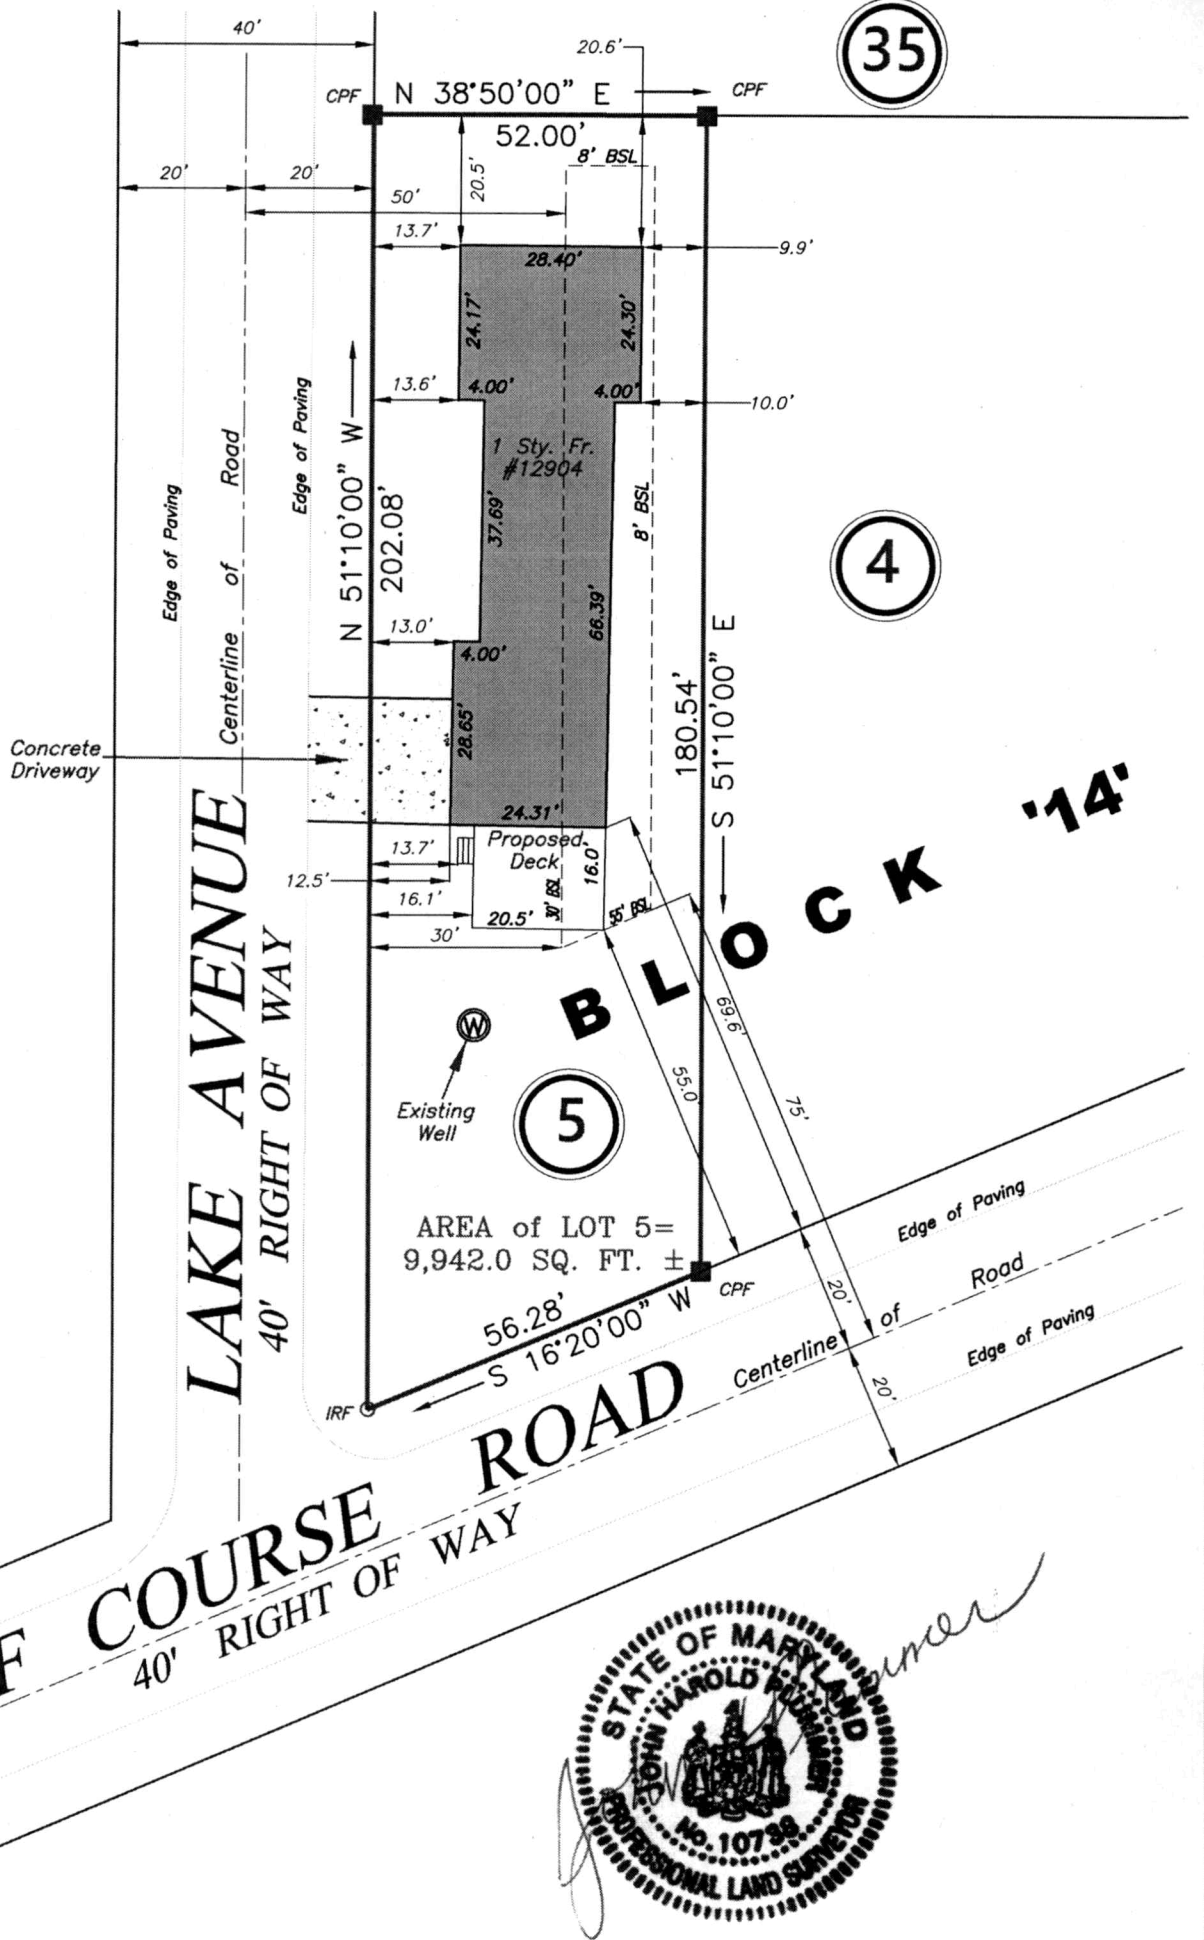 40'
20.6'
35
CPF
N 38°50'00" E
CPF
52.00'
8' BSL
20'
20'
20.5'
50'
13.7'
9.9'
28.40'
24.17'
24.30'
13.6'
4.00'
4.00'
10.0'
1 Sty. Fr.
#12904
Edge of Paving
Centerline of Road
Edge of Paving
N 51°10'00" W
202.08'
37.69'
8' BSL
4
66.39'
13.0'
4.00'
180.54'
S 51°10'00" E
28.65'
Concrete
Driveway
24.31'
Proposed
Deck
16.0'
13.7'
12.5'
16.1'
20.5'
30' BSL
55' BSL
30'
BLOCK '14'
LAKE AVENUE
40' RIGHT OF WAY
W
Existing
Well
5
69.6'
55.0'
75'
AREA of LOT 5=
9,942.0 SQ. FT. ±
CPF
56.28'
S 16°20'00" W
IRF
20'
20'
Edge of Paving
Centerline of Road
Edge of Paving
F COURSE ROAD
40' RIGHT OF WAY
STATE OF MARYLAND
JOHN HAROLD PLUMMER
No. 10738
PROFESSIONAL LAND SURVEYOR